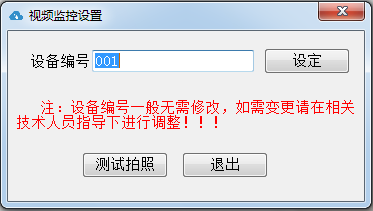 视频监控设置
设备编号 001 设定
注：设备编号一般无需修改，如需变更请在相关
技术人员指导下进行调整！！！
测试拍照 退出